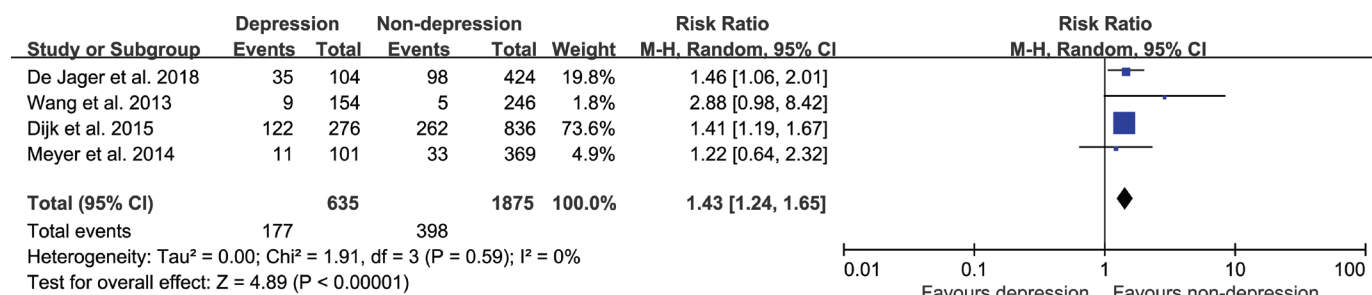 Depression Non-depression Risk Ratio Risk Ratio
Study or Subgroup Events Total Events Total Weight M-H, Random, 95% CI M-H, Random, 95% CI
De Jager et al. 2018 35 104 98 424 19.8% 1.46 [1.06, 2.01]
Wang et al. 2013 9 154 5 246 1.8% 2.88 [0.98, 8.42]
Dijk et al. 2015 122 276 262 836 73.6% 1.41 [1.19, 1.67]
Meyer et al. 2014 11 101 33 369 4.9% 1.22 [0.64, 2.32]
Total (95% CI) 635 1875 100.0% 1.43 [1.24, 1.65]
Total events 177 398
Heterogeneity: Tau² = 0.00; Chi² = 1.91, df = 3 (P = 0.59); I² = 0%
Test for overall effect: Z = 4.89 (P < 0.00001)
0.01 0.1 1 10 100
Favours depression Favours non-depression